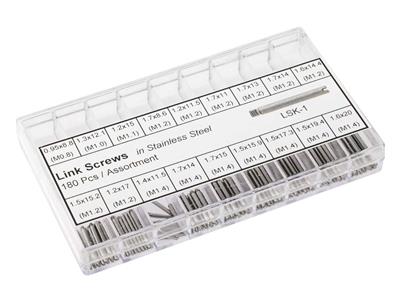 0.95x8.8 1.3x12.1 1.2x15 1.7x8.6 1.2x11.5 1.7x11 1.3x17 1.7x14 1.6x14.4
(M0.8) (M1.0) (M1.1) (M1.2) (M1.2) (M1.2) (M1.2) (M1.2) (M1.2)
Link Screws in Stainless Steel
180 Pcs / Assortment
LSK-1
1.5x15.2 1.2x17 1.4x11.5 1.7x14 1.7x15 1.5x15.9 1.5x17.3 1.5x19.4 1.6x20
(M1.2) (M1.2) (M1.4) (M1.4) (M1.4) (M1.4) (M1.4) (M1.4) (M1.4)